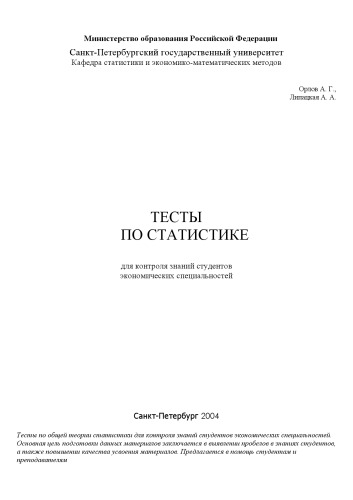 Министерство образования Российской Федерации
Санкт-Петербургский государственный университет
Кафедра статистики и экономико-математических методов
Орлов А. Г.,
Липацкая А. А.
ТЕСТЫ
ПО СТАТИСТИКЕ
для контроля знаний студентов
экономических специальностей
Санкт-Петербург 2004
Тесты по общей теории статистики для контроля знаний студентов экономических специальностей.
Основная цель подготовки данных материалов заключается в выявлении пробелов в знаниях студентов,
а также повышении качества усвоения материалов. Предлагается в помощь студентам и
преподавателям